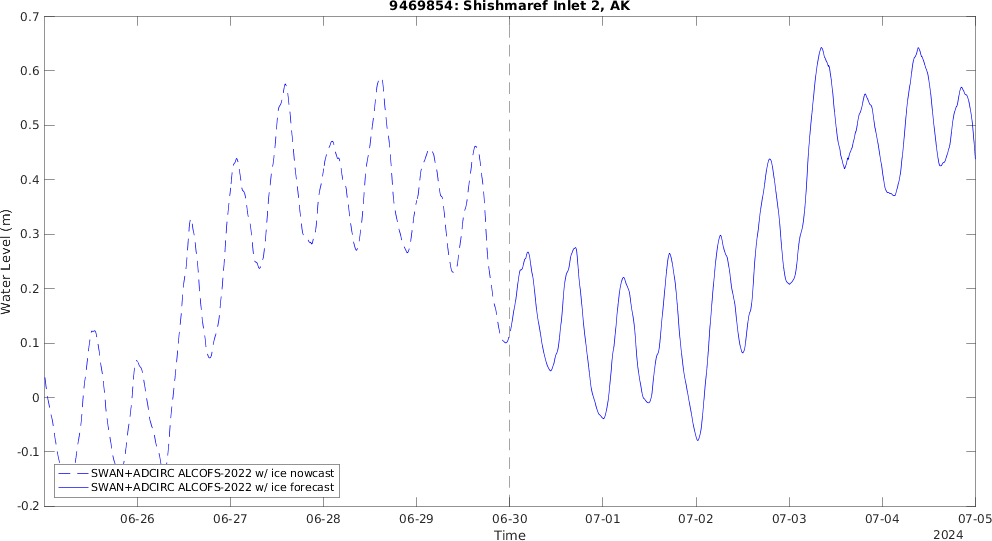 9469854: Shishmaref Inlet 2, AK
Water Level (m)
0.7
0.6
0.5
0.4
0.3
0.2
0.1
0
-0.1
-0.2
SWAN+ADCIRC ALCOFS-2022 w/ ice nowcast
SWAN+ADCIRC ALCOFS-2022 w/ ice forecast
06-26 06-27 06-28 06-29 06-30 07-01 07-02 07-03 07-04 07-05
Time
2024